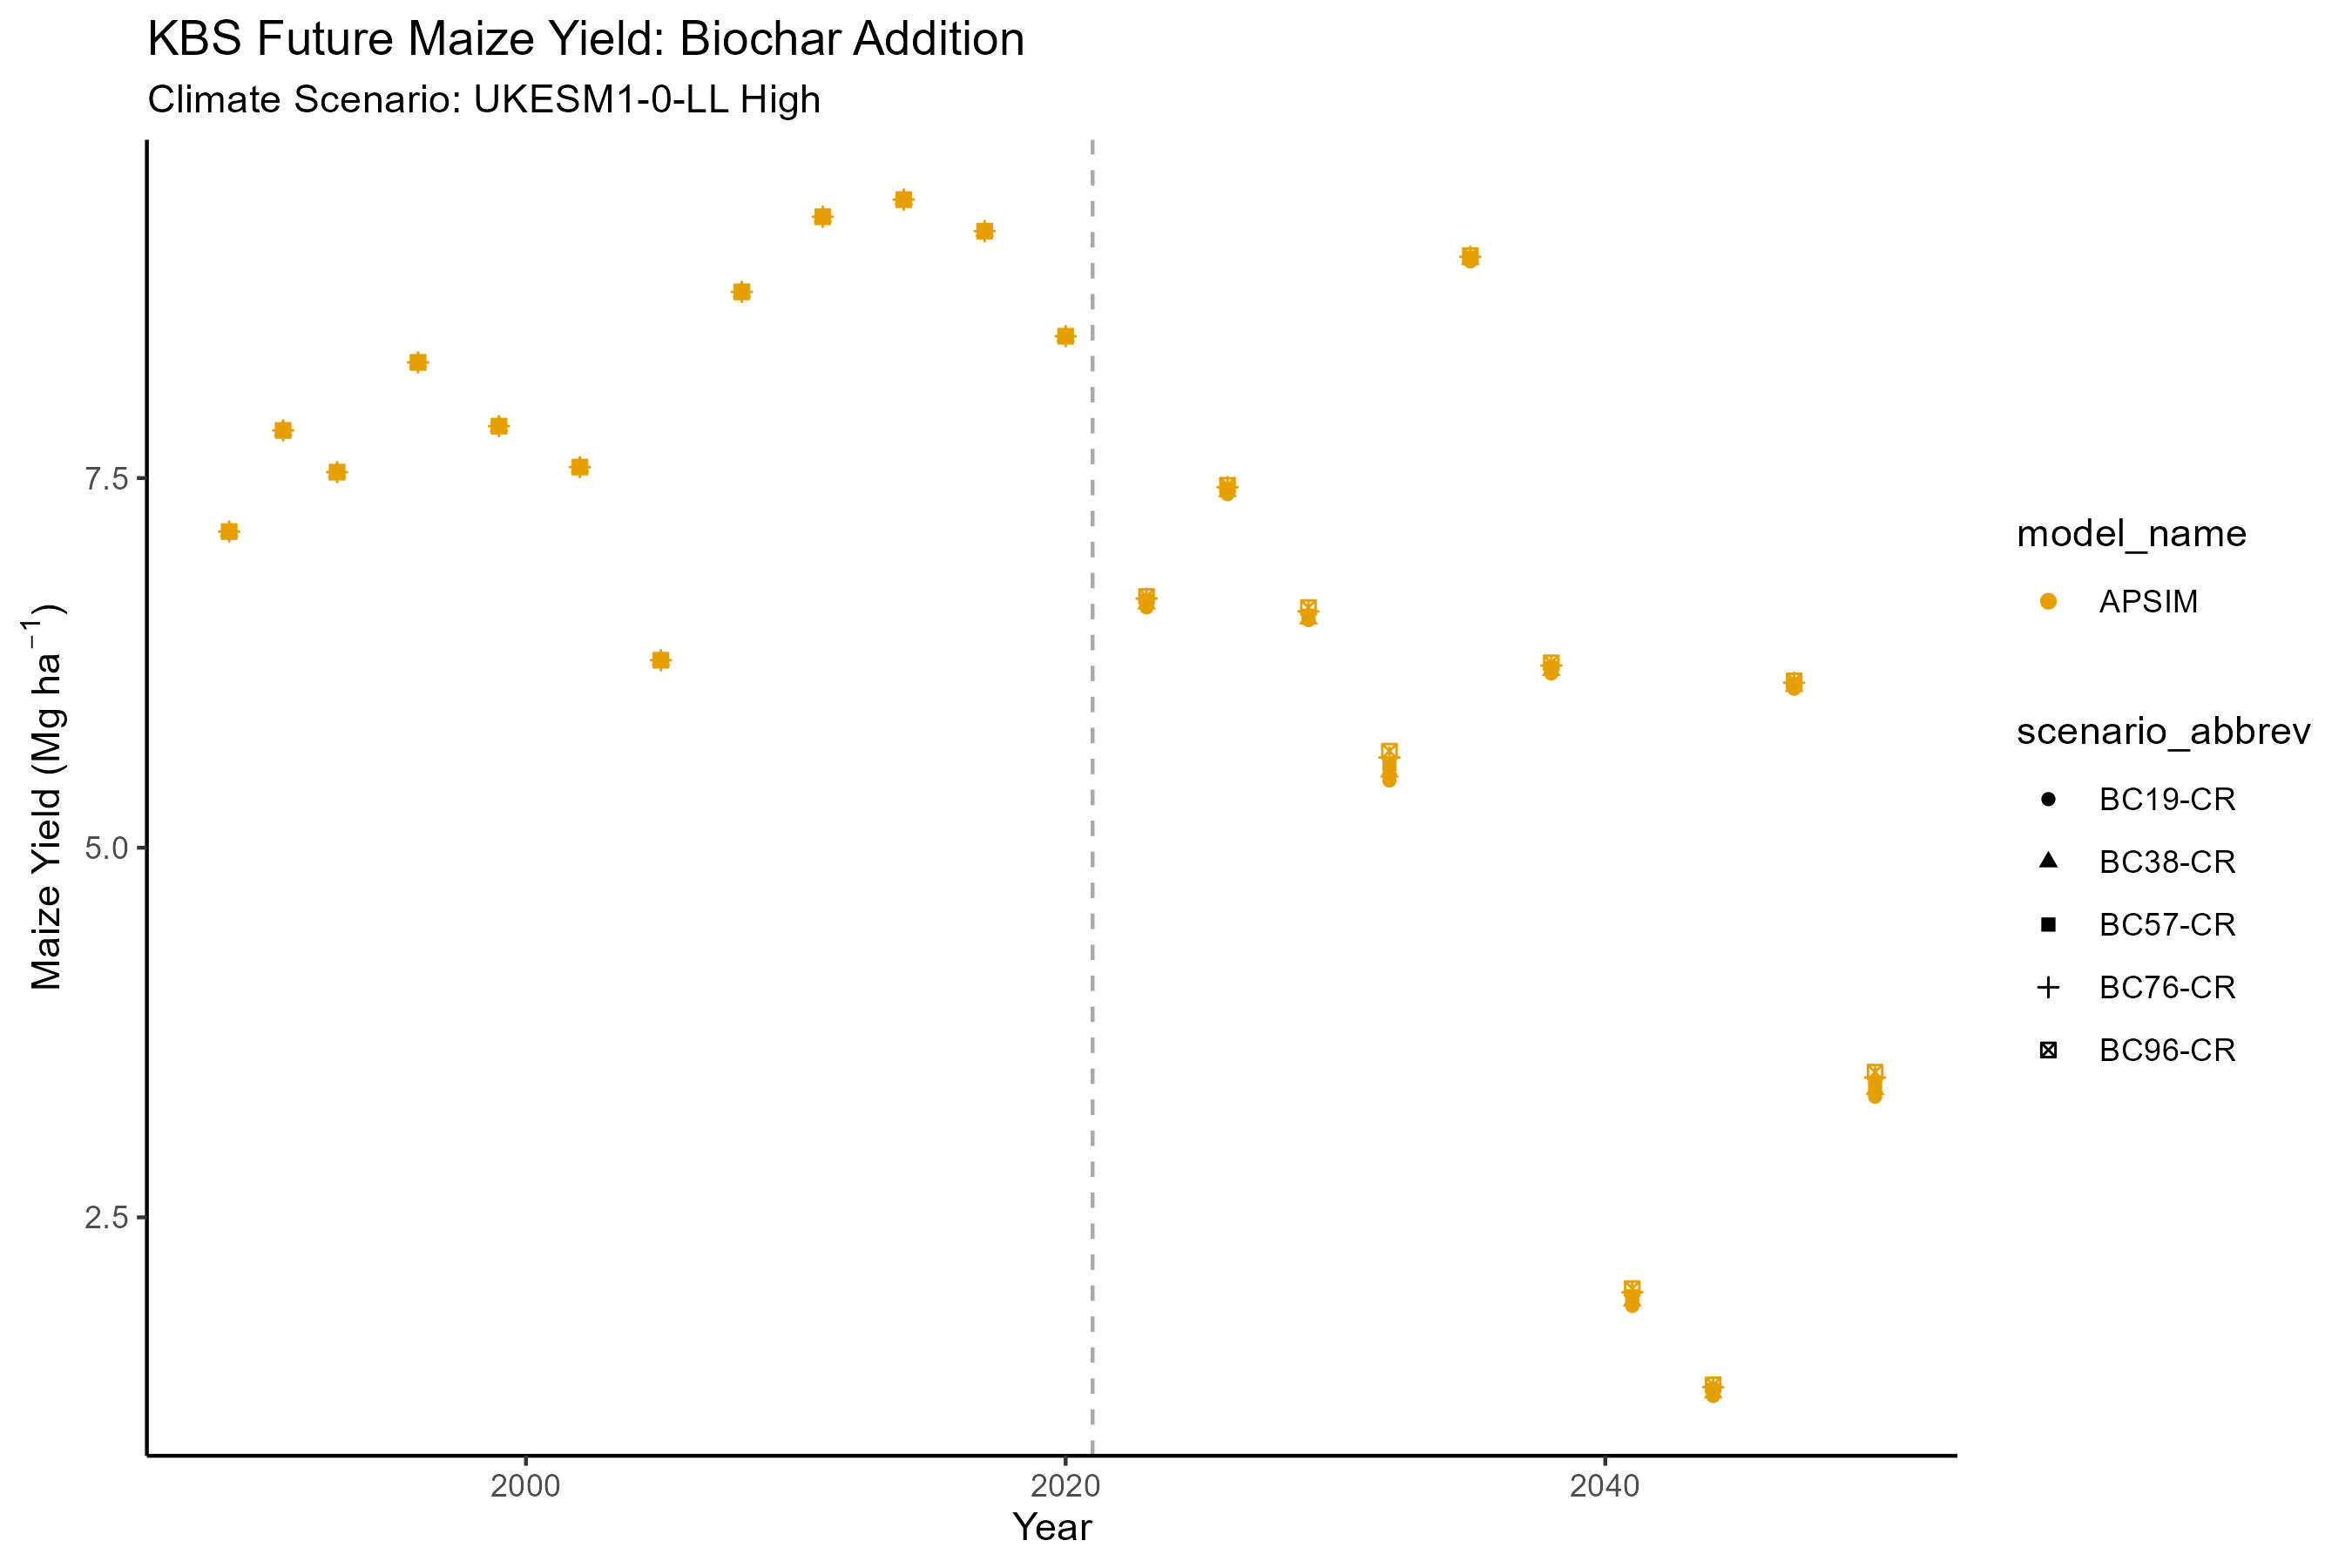 KBS Future Maize Yield: Biochar Addition
Climate Scenario: UKESM1-0-LL High
Maize Yield (Mg ha⁻¹)
7.5
5.0
2.5
2000
2020
2040
Year
model_name
APSIM
scenario_abbrev
BC19-CR
BC38-CR
BC57-CR
BC76-CR
BC96-CR